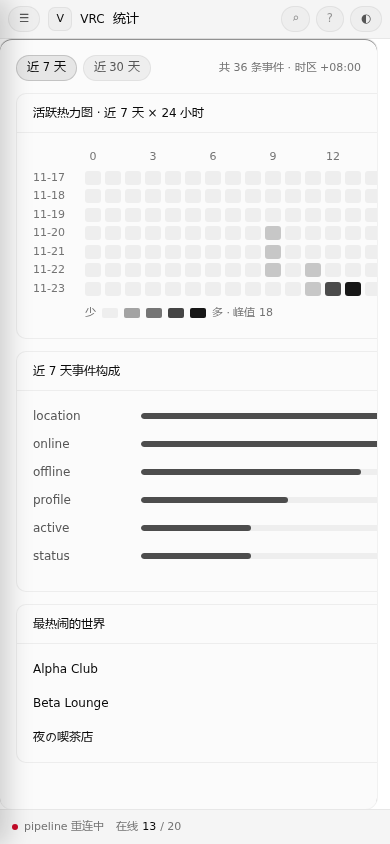 ☰ V VRC 统计 ⌕ ? ◐
近 7 天 近 30 天 共 36 条事件 · 时区 +08:00
活跃热力图 · 近 7 天 × 24 小时
0 3 6 9 12
11-17
11-18
11-19
11-20
11-21
11-22
11-23
少 多 · 峰值 18
近 7 天事件构成
location
online
offline
profile
active
status
最热闹的世界
Alpha Club
Beta Lounge
夜の喫茶店
pipeline 重连中 在线 13 / 20